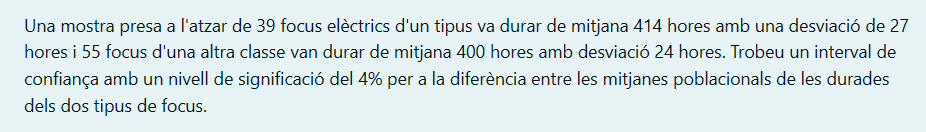 Una mostra presa a l'atzar de 39 focus elèctrics d'un tipus va durar de mitjana 414 hores amb una desviació de 27
hores i 55 focus d'una altra classe van durar de mitjana 400 hores amb desviació 24 hores. Trobeu un interval de
confiança amb un nivell de significació del 4% per a la diferència entre les mitjanes poblacionals de les durades
dels dos tipus de focus.